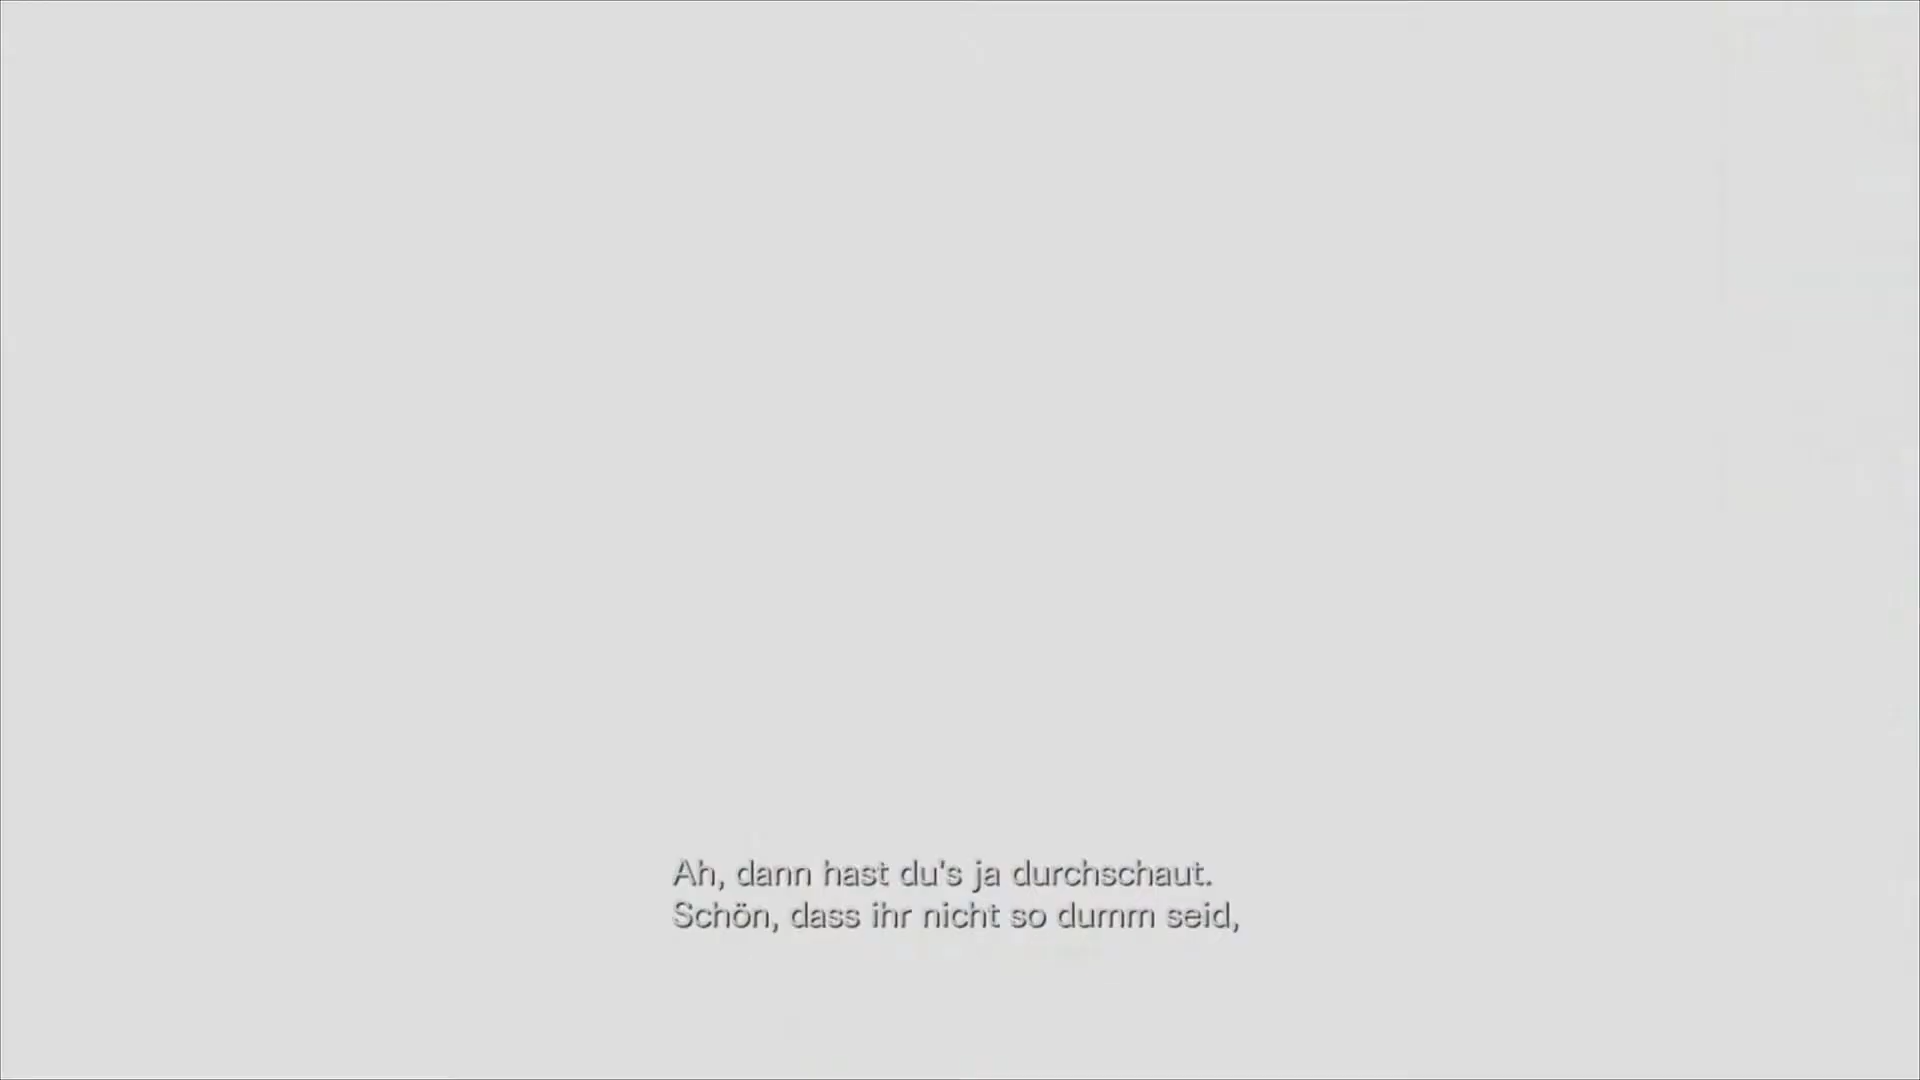 Ah, dann hast du's ja durchschaut.
Schön, dass ihr nicht so dumm seid,